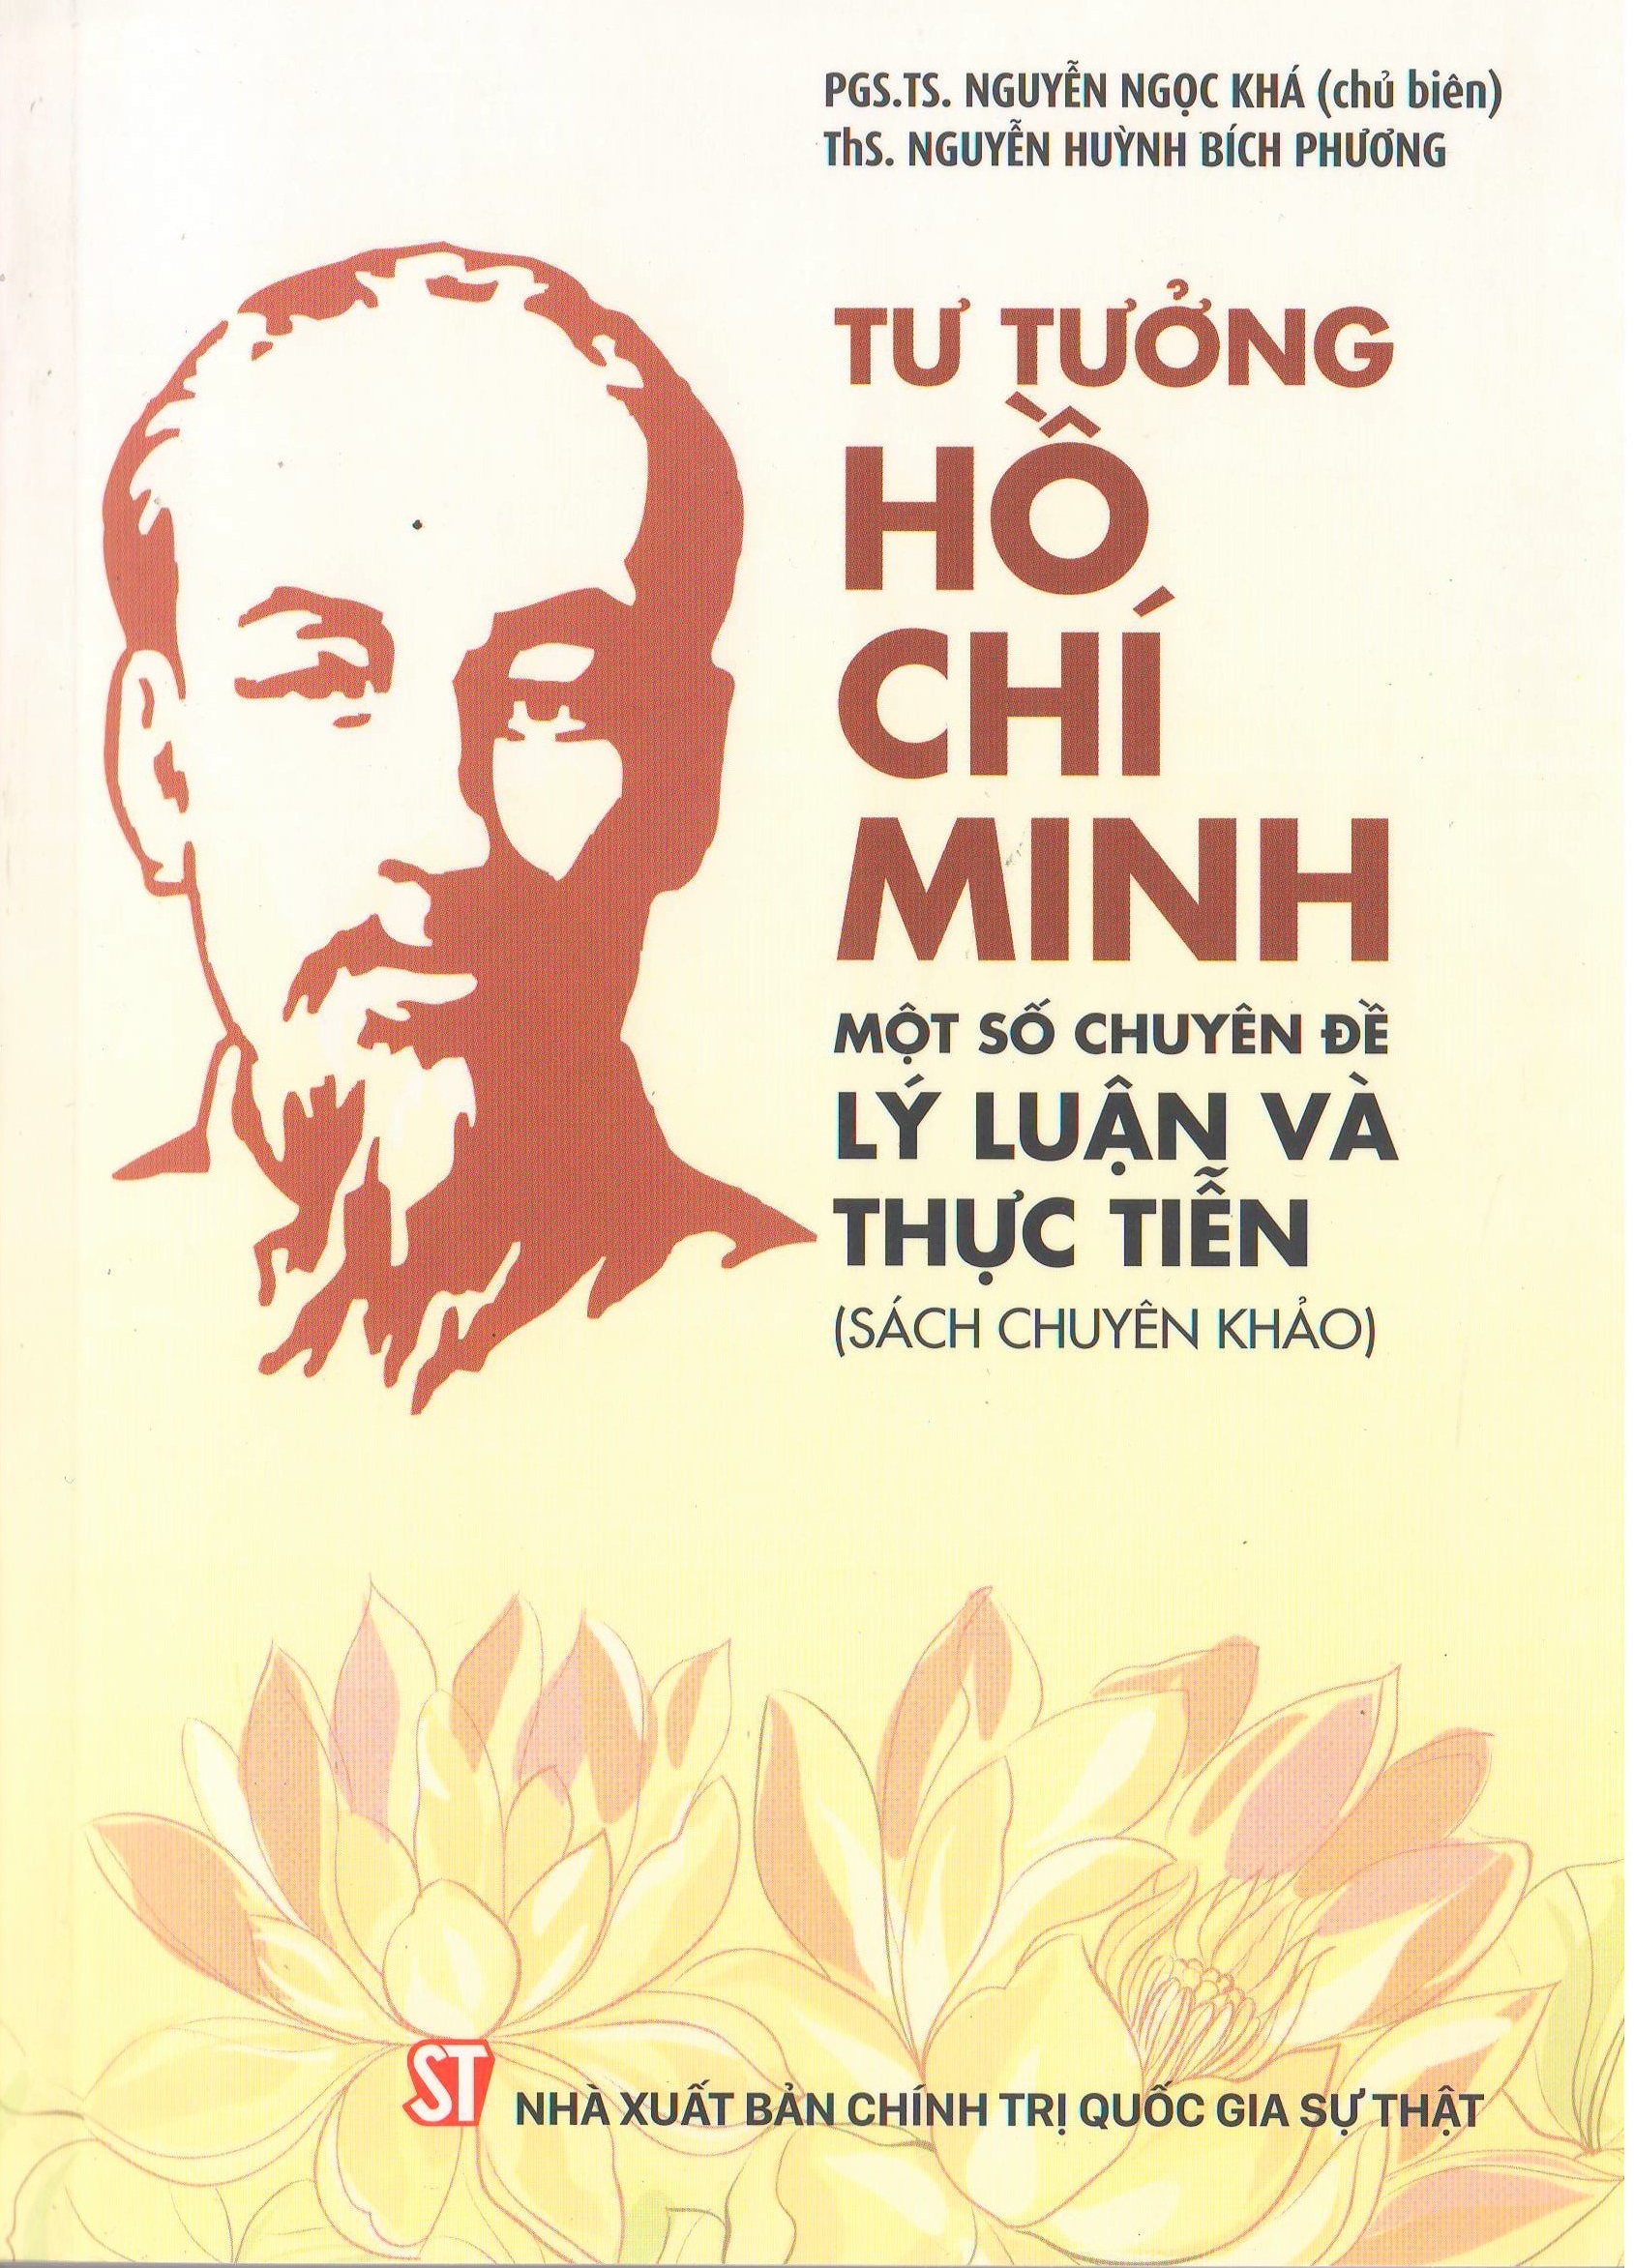 PGS.TS. NGUYỄN NGỌC KHÁ (chủ biên)
ThS. NGUYỄN HUỲNH BÍCH PHƯƠNG
TƯ TƯỞNG
HỒ
CHÍ
MINH
MỘT SỐ CHUYÊN ĐỀ
LÝ LUẬN VÀ
THỰC TIỄN
(SÁCH CHUYÊN KHẢO)
ST
NHÀ XUẤT BẢN CHÍNH TRỊ QUỐC GIA SỰ THẬT